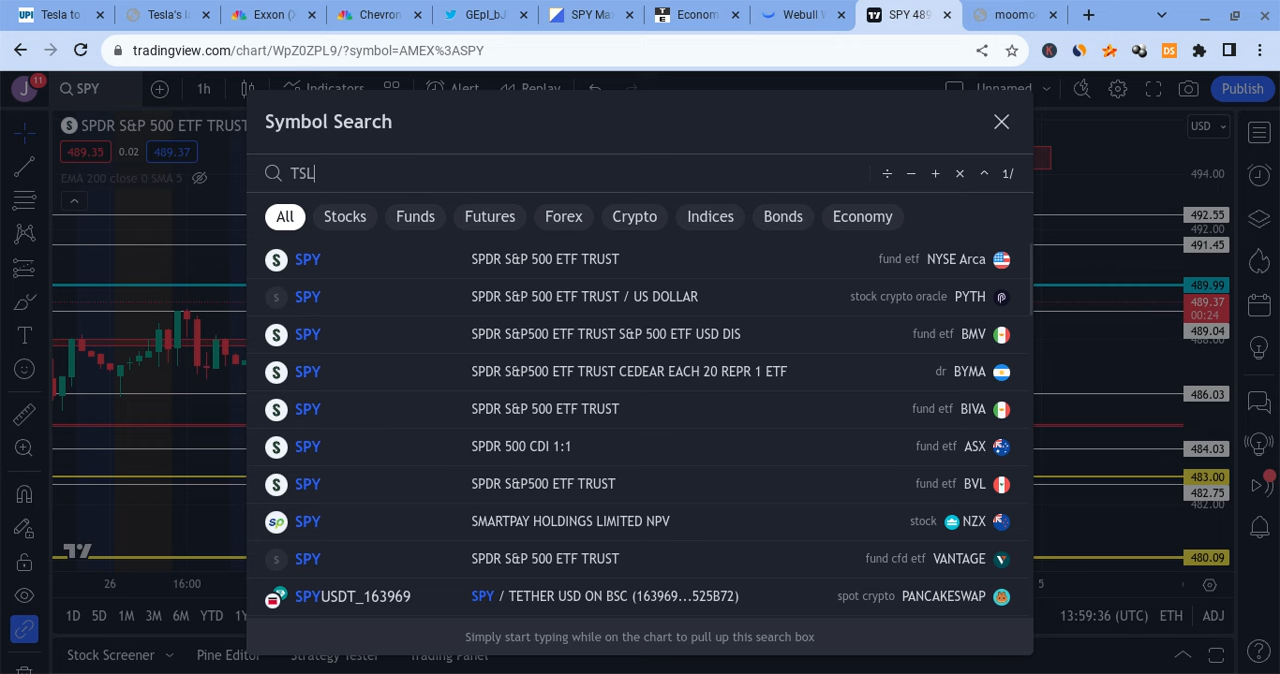 UPI Tesla to
Tesla's l
Exxon (X
Chevron
GEpI_bJ
SPY Ma
TE Econom
Webull W
SPY 489
moomo
tradingview.com/chart/WpZ0ZPL9/?symbol=AMEX%3ASPY
K DS
J 11 SPY 1h Indicators Alert Replay Unnamed Publish
S SPDR S&P 500 ETF TRUST
489.35 0.02 489.37
EMA 200 close 0 SMA 5
USD
Symbol Search
TSL
1/
All Stocks Funds Futures Forex Crypto Indices Bonds Economy
S SPY SPDR S&P 500 ETF TRUST fund etf NYSE Arca
S SPY SPDR S&P 500 ETF TRUST / US DOLLAR stock crypto oracle PYTH
S SPY SPDR S&P500 ETF TRUST S&P 500 ETF USD DIS fund etf BMV
S SPY SPDR S&P500 ETF TRUST CEDEAR EACH 20 REPR 1 ETF dr BYMA
S SPY SPDR S&P 500 ETF TRUST fund etf BIVA
S SPY SPDR 500 CDI 1:1 fund etf ASX
S SPY SPDR S&P500 ETF TRUST fund etf BVL
sp SPY SMARTPAY HOLDINGS LIMITED NPV stock NZX
S SPY SPDR S&P 500 ETF TRUST fund cfd etf VANTAGE
SPYUSDT_163969 SPY / TETHER USD ON BSC (163969...525B72) spot crypto PANCAKESWAP
Simply start typing while on the chart to pull up this search box
494.00
492.55
492.00
491.45
489.99
489.37
00:24
489.04
488.00
486.03
484.03
483.00
482.75
482.00
480.09
26 16:00 5
1D 5D 1M 3M 6M YTD 1Y
13:59:36 (UTC) ETH ADJ
Stock Screener Pine Editor Strategy Tester Trading Panel